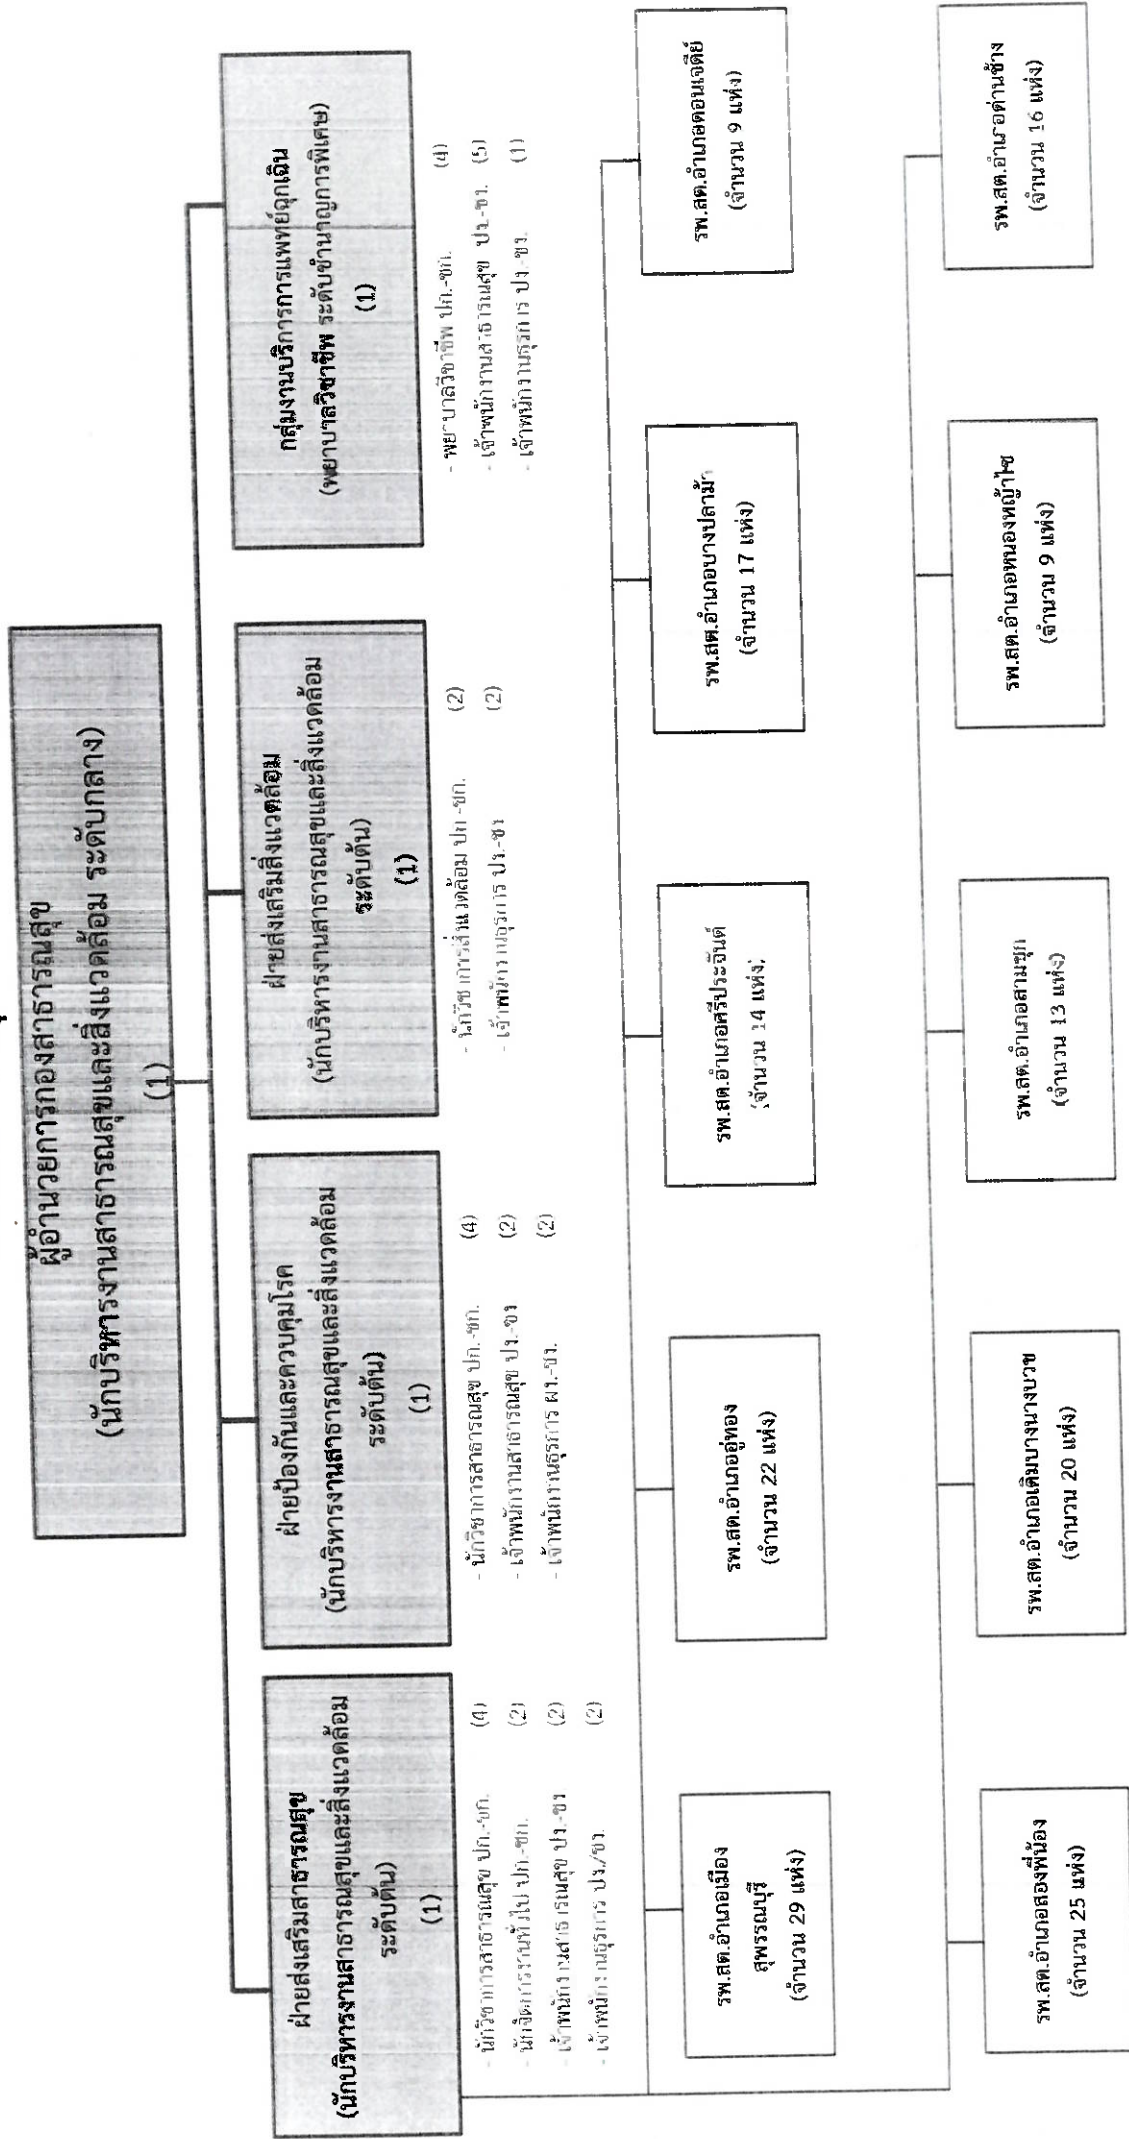 ผู้อำนวยการกองสาธารณสุข
(นักบริหารงานสาธารณสุขและสิ่งแวดล้อม ระดับกลาง)
(1)
ฝ่ายส่งเสริมสาธารณสุข
(นักบริหารงานสาธารณสุขและสิ่งแวดล้อม
ระดับต้น)
(1)
- นักวิชาการสาธารณสุข ปก.-ชก. (4)
- นักจัดการงานทั่วไป ปก.-ชก. (2)
- เจ้าพนักงานสาธารณสุข ปง.-ชง (2)
- เจ้าพนักงานธุรการ ปง./ชง. (2)
ฝ่ายป้องกันและควบคุมโรค
(นักบริหารงานสาธารณสุขและสิ่งแวดล้อม
ระดับต้น)
(1)
- นักวิชาการสาธารณสุข ปก.-ชก. (4)
- เจ้าพนักงานสาธารณสุข ปง.-ชง (2)
- เจ้าพนักงานธุรการ -ชง. (2)
ฝ่ายส่งเสริมสิ่งแวดล้อม
(นักบริหารงานสาธารณสุขและสิ่งแวดล้อม
ระดับต้น)
(1)
- นักวิชาการสิ่งแวดล้อม ปก -ชก. (2)
- เจ้าพนักงานธุรการ ปง.-ชง (2)
กลุ่มงานบริการการแพทย์ฉุกเฉิน
(พยาบาลวิชาชีพ ระดับชำนาญการพิเศษ)
(1)
- พยาบาลวิชาชีพ ปก.-ชก. (4)
- เจ้าพนักงานสาธารณสุข ปง.-ชง. (5)
- เจ้าพนักงานธุรการ ปง.-ชง. (1)
รพ.สต.อำเภอเมือง
สุพรรณบุรี
(จำนวน 29 แห่ง)
รพ.สต.อำเภออู่ทอง
(จำนวน 22 แห่ง)
รพ.สต.อำเภอศรีประจันต์
(จำนวน 14 แห่ง)
รพ.สต.อำเภอบางปลาม้า
(จำนวน 17 แห่ง)
รพ.สต.อำเภอดอนเจดีย์
(จำนวน 9 แห่ง)
รพ.สต.อำเภอสองพี่น้อง
(จำนวน 25 แห่ง)
รพ.สต.อำเภอเดิมบางนางบวช
(จำนวน 20 แห่ง)
รพ.สต.อำเภอสามชุก
(จำนวน 13 แห่ง)
รพ.สต.อำเภอหนองหญ้าไซ
(จำนวน 9 แห่ง)
รพ.สต.อำเภอด่านช้าง
(จำนวน 16 แห่ง)